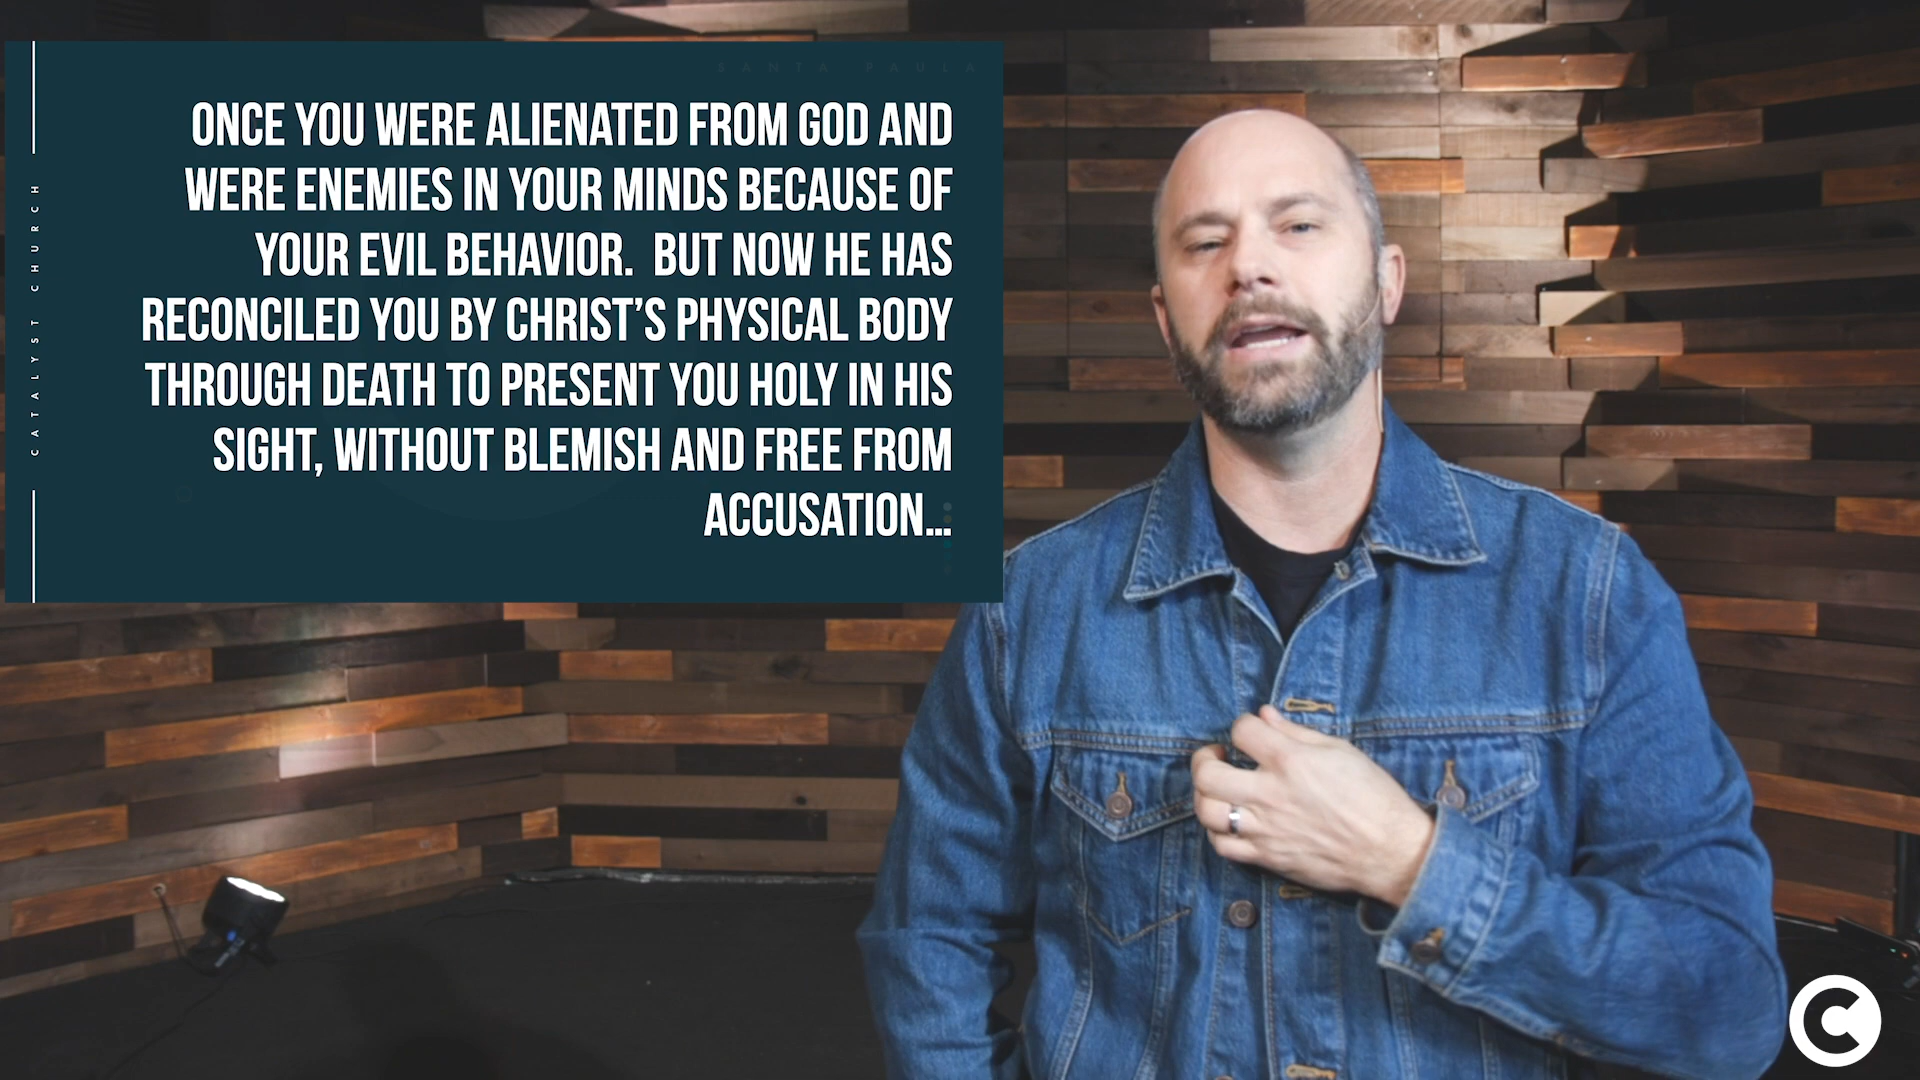 SANTA PAULA
ONCE YOU WERE ALIENATED FROM GOD AND
WERE ENEMIES IN YOUR MINDS BECAUSE OF
YOUR EVIL BEHAVIOR.  BUT NOW HE HAS
RECONCILED YOU BY CHRIST’S PHYSICAL BODY
THROUGH DEATH TO PRESENT YOU HOLY IN HIS
SIGHT, WITHOUT BLEMISH AND FREE FROM
ACCUSATION…
CATALYST CHURCH
C